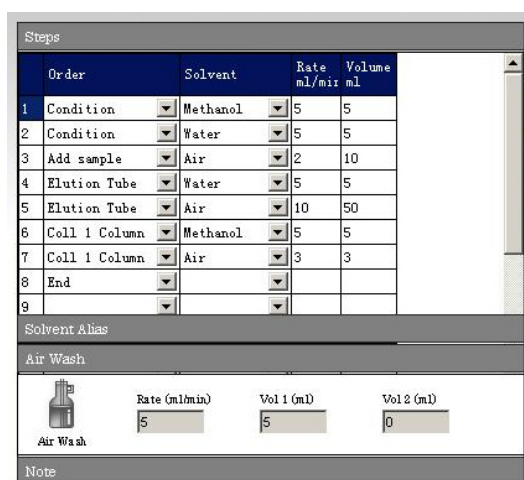 Steps
Order Solvent Rate ml/mir Volume ml
1 Condition Methanol 5 5
2 Condition Water 5 5
3 Add sample Air 2 10
4 Elution Tube Water 5 5
5 Elution Tube Air 10 50
6 Coll 1 Column Methanol 5 5
7 Coll 1 Column Air 3 3
8 End
9
Solvent Alias
Air Wash
Rate (ml/min) Vol 1 (ml) Vol 2 (ml)
5 5 0
Air Wash
Note